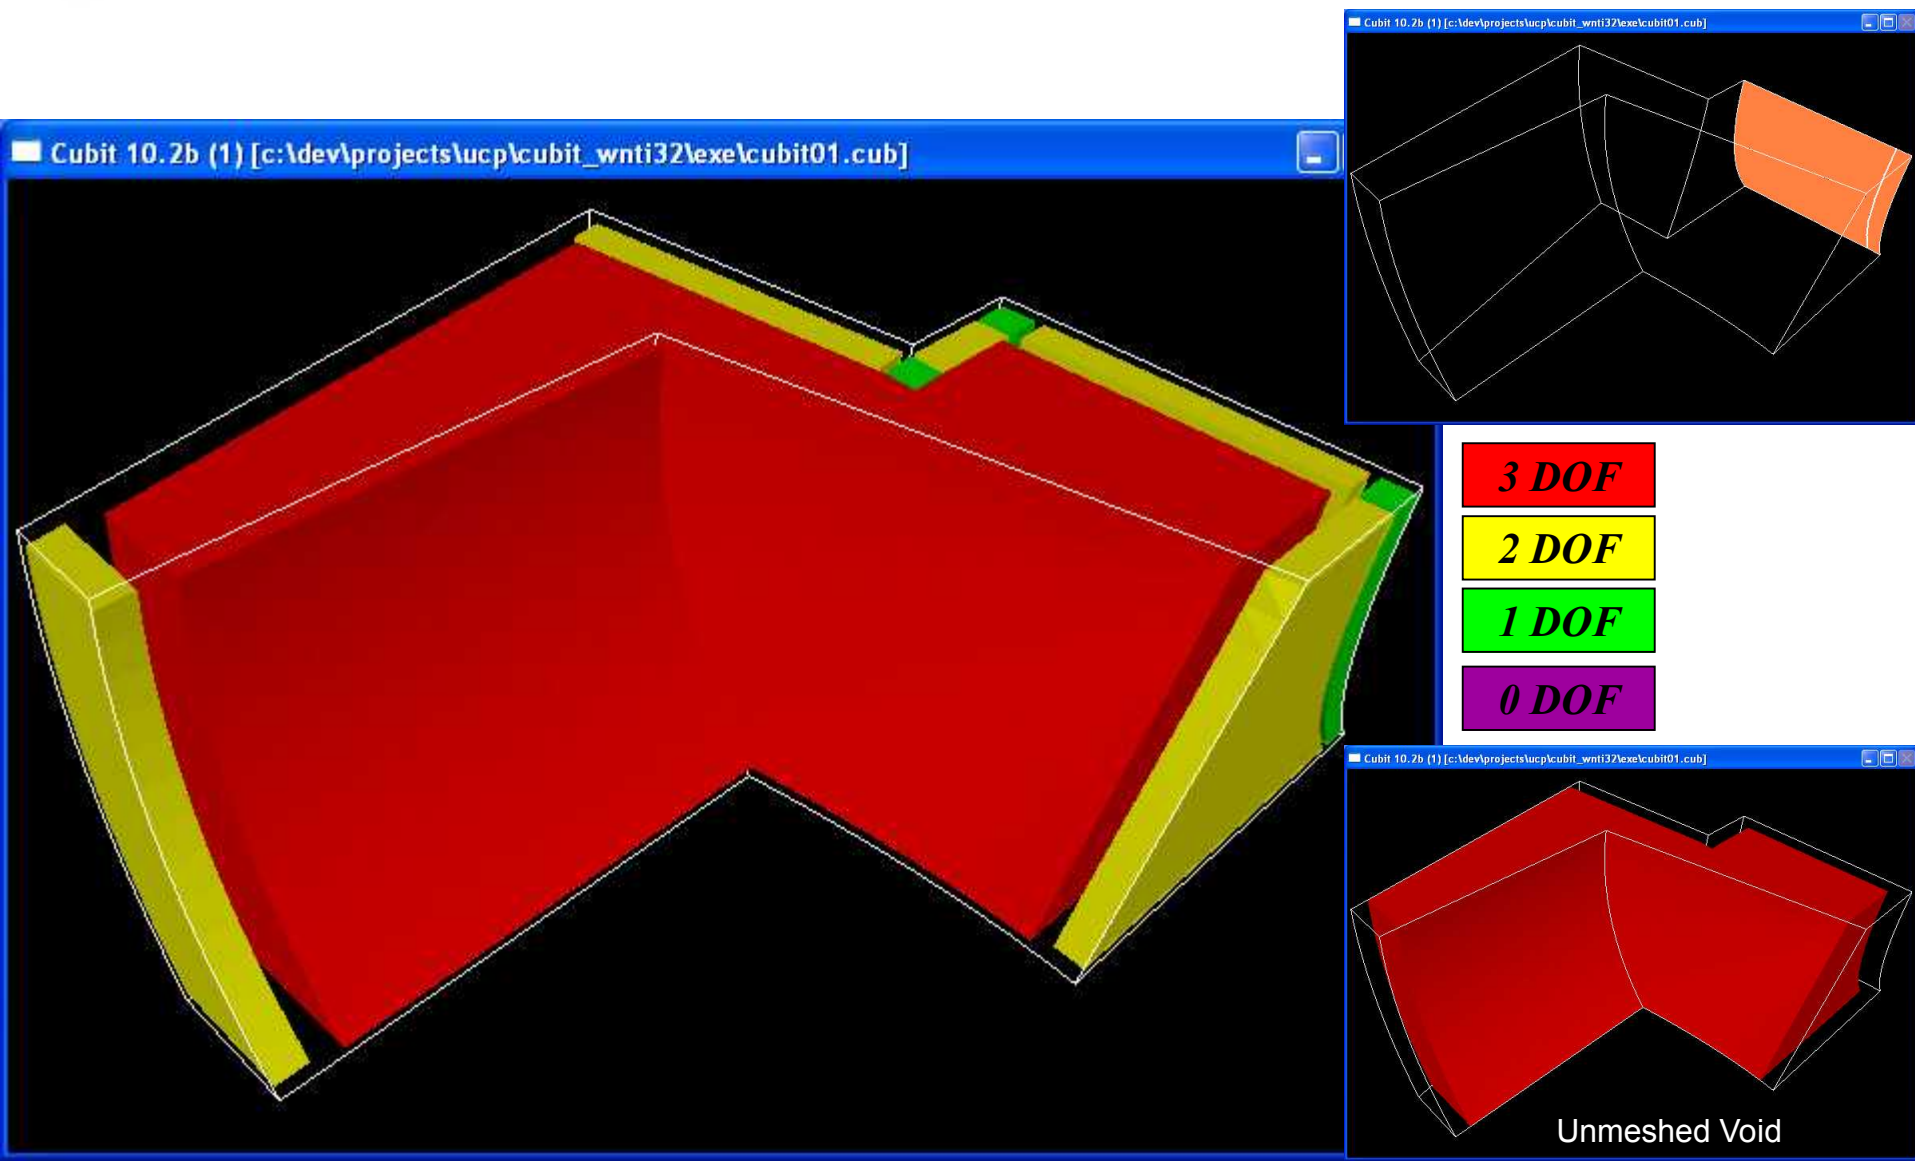 Cubit 10.2b (1) [c:\dev\projects\ucp\cubit_wnti32\exe\cubit01.cub]
Cubit 10.2b (1) [c:\dev\projects\ucp\cubit_wnti32\exe\cubit01.cub]
3 DOF
2 DOF
1 DOF
0 DOF
Cubit 10.2b (1) [c:\dev\projects\ucp\cubit_wnti32\exe\cubit01.cub]
Unmeshed Void